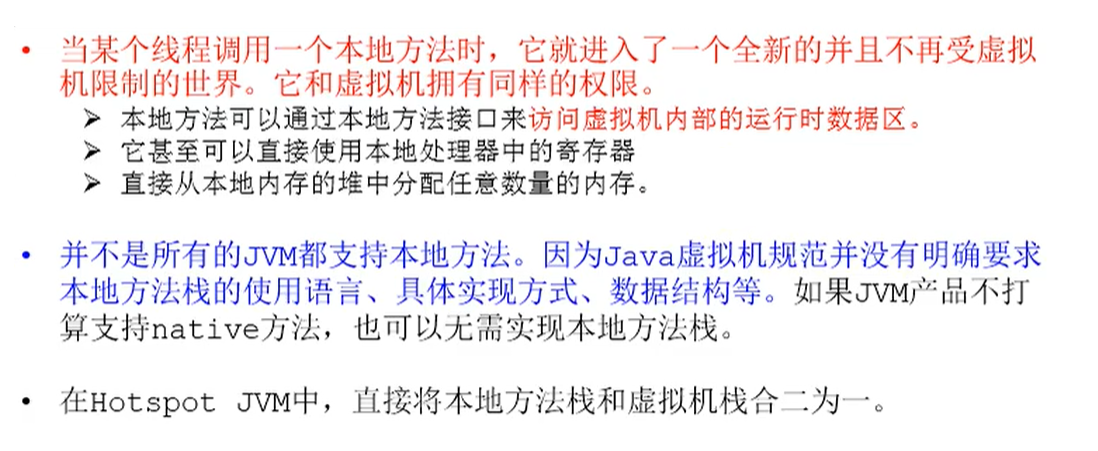 • 当某个线程调用一个本地方法时，它就进入了一个全新的并且不再受虚拟
机限制的世界。它和虚拟机拥有同样的权限。
➢ 本地方法可以通过本地方法接口来访问虚拟机内部的运行时数据区。
➢ 它甚至可以直接使用本地处理器中的寄存器
➢ 直接从本地内存的堆中分配任意数量的内存。
• 并不是所有的JVM都支持本地方法。因为Java虚拟机规范并没有明确要求
本地方法栈的使用语言、具体实现方式、数据结构等。如果JVM产品不打
算支持native方法，也可以无需实现本地方法栈。
• 在Hotspot JVM中，直接将本地方法栈和虚拟机栈合二为一。